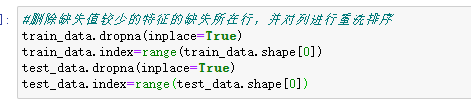 ]:
#删除缺失值较少的特征的缺失所在行，并对列进行重洗排序
train_data.dropna(inplace=True)
train_data.index=range(train_data.shape[0])
test_data.dropna(inplace=True)
test_data.index=range(test_data.shape[0])